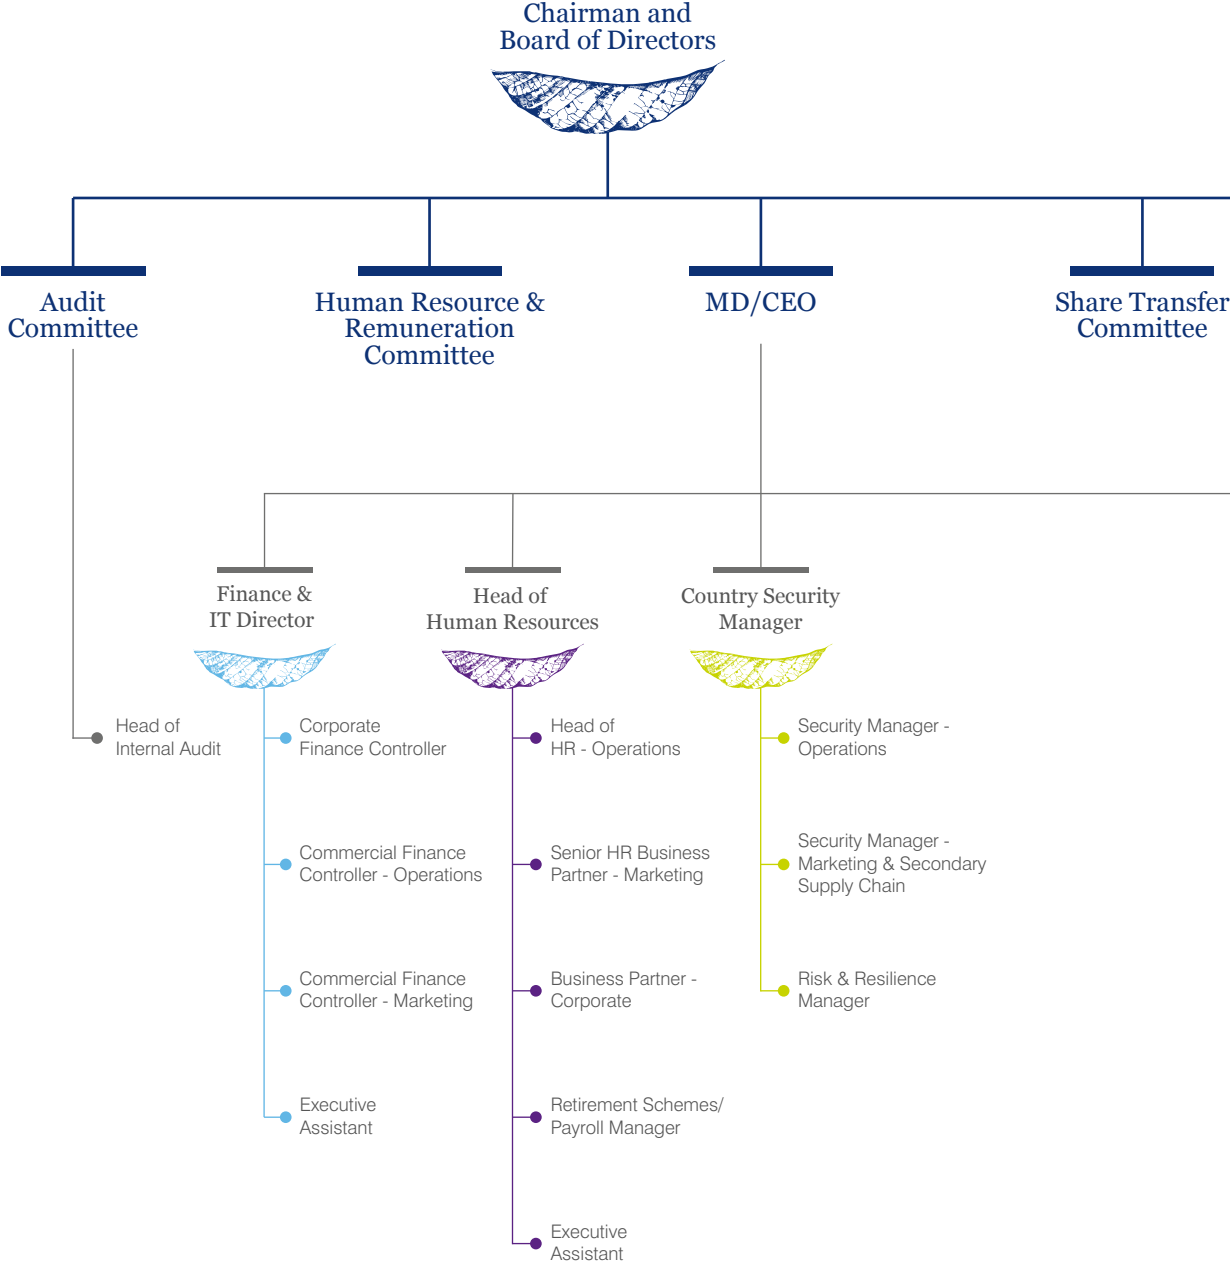 Chairman and
Board of Directors
Audit
Committee
Human Resource &
Remuneration
Committee
MD/CEO
Share Transfer
Committee
Finance &
IT Director
Head of
Human Resources
Country Security
Manager
Head of
Internal Audit
Corporate
Finance Controller
Commercial Finance
Controller - Operations
Commercial Finance
Controller - Marketing
Executive
Assistant
Head of
HR - Operations
Senior HR Business
Partner - Marketing
Business Partner -
Corporate
Retirement Schemes/
Payroll Manager
Executive
Assistant
Security Manager -
Operations
Security Manager -
Marketing & Secondary
Supply Chain
Risk & Resilience
Manager